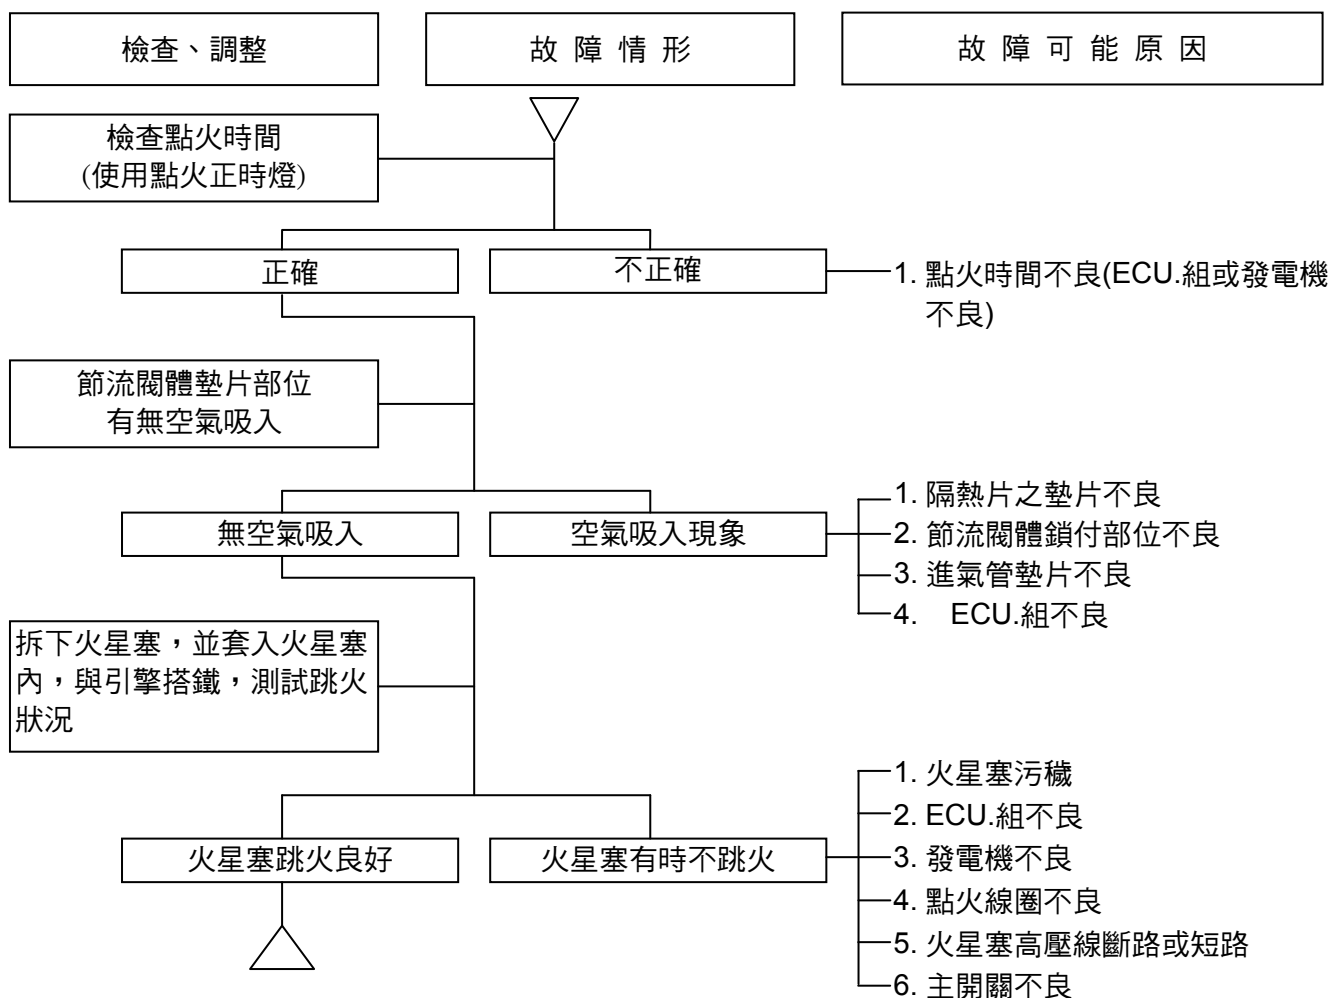 檢查、調整
故 障 情 形
故 障 可 能 原 因
檢查點火時間
(使用點火正時燈)
正確
不正確
1. 點火時間不良(ECU.組或發電機
不良)
節流閥體墊片部位
有無空氣吸入
無空氣吸入
空氣吸入現象
1. 隔熱片之墊片不良
2. 節流閥體鎖付部位不良
3. 進氣管墊片不良
4. ECU.組不良
拆下火星塞，並套入火星塞
內，與引擎搭鐵，測試跳火
狀況
火星塞跳火良好
火星塞有時不跳火
1. 火星塞污穢
2. ECU.組不良
3. 發電機不良
4. 點火線圈不良
5. 火星塞高壓線斷路或短路
6. 主開關不良